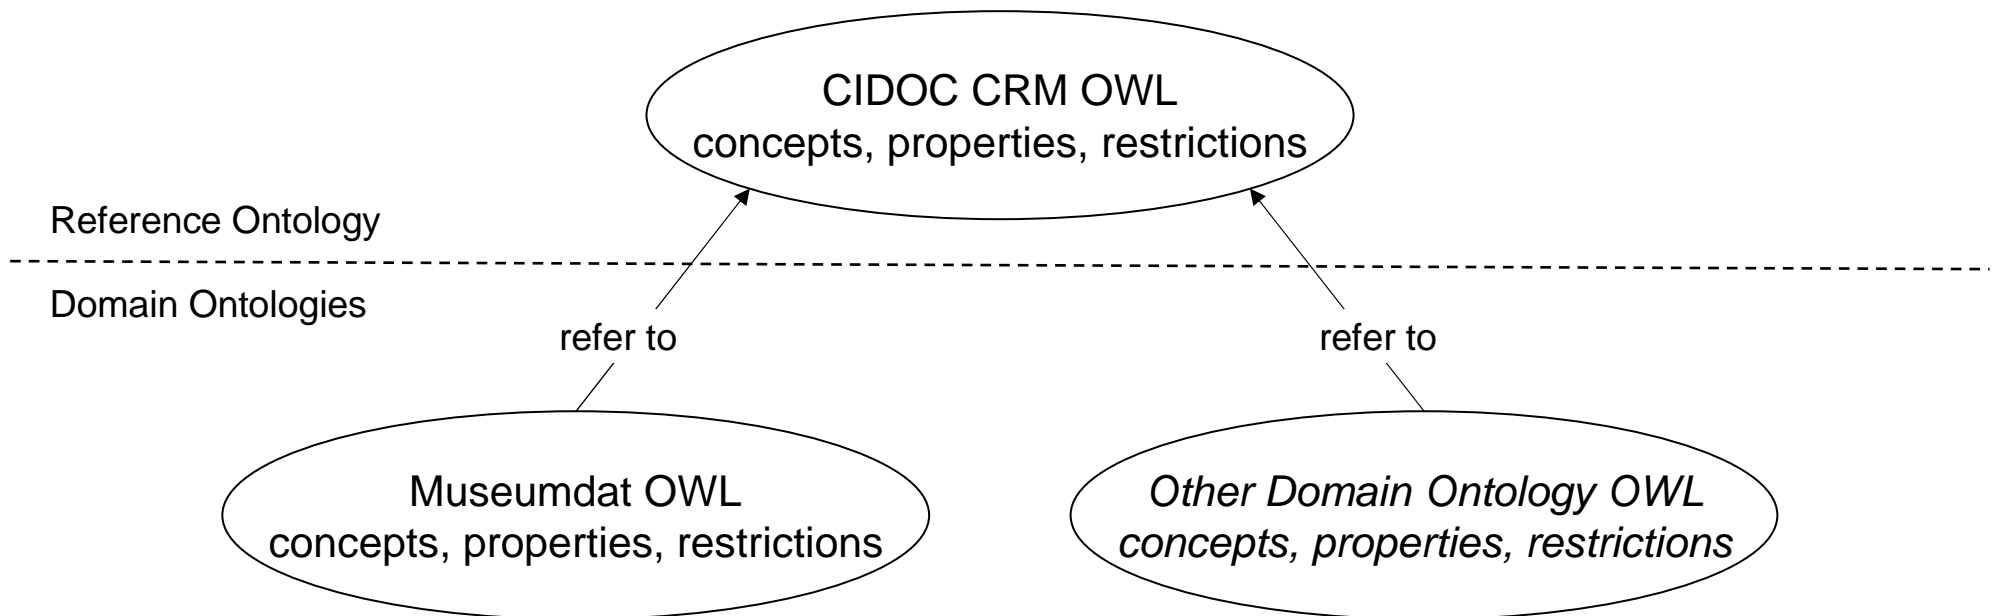 CIDOC CRM OWL
concepts, properties, restrictions
Reference Ontology
Domain Ontologies
refer to
refer to
Museumdat OWL
concepts, properties, restrictions
Other Domain Ontology OWL
concepts, properties, restrictions